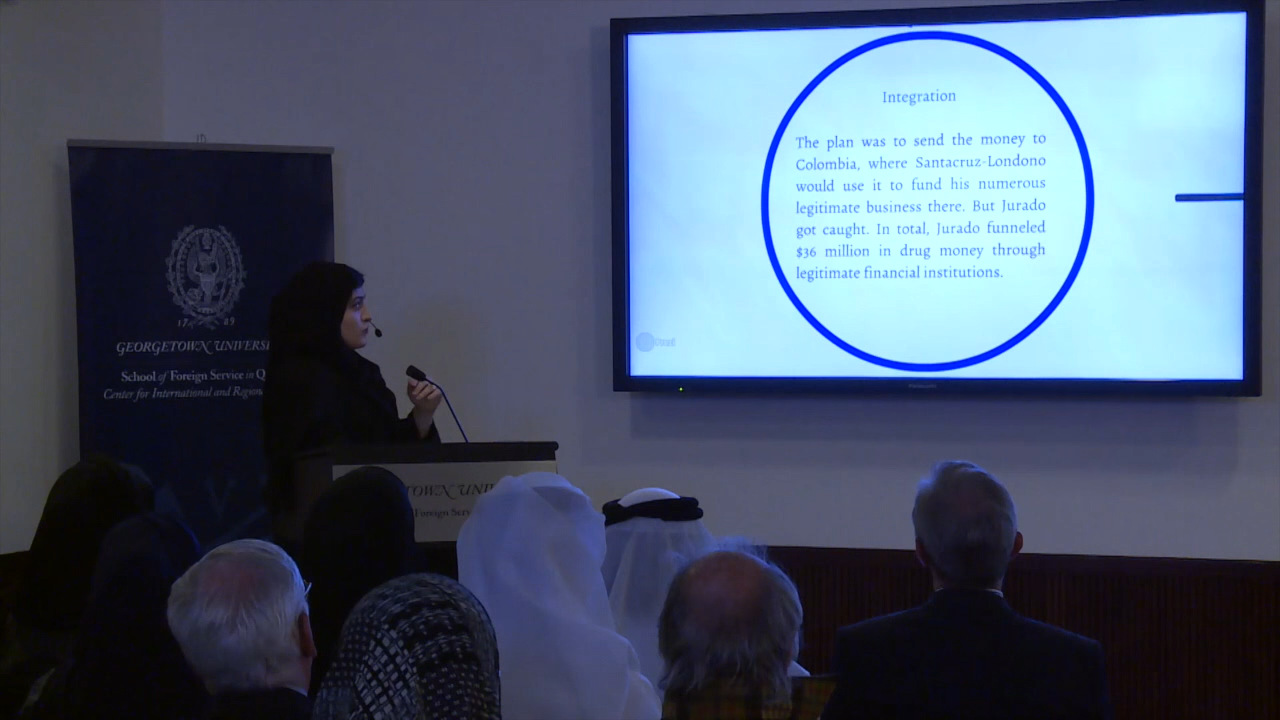 Integration
The plan was to send the money to
Colombia, where Santacruz-Londono
would use it to fund his numerous
legitimate business there. But Jurado
got caught. In total, Jurado funneled
$36 million in drug money through
legitimate financial institutions.
17 89
GEORGETOWN UNIVERSI
School of Foreign Service in Q
Center for International and Regiona
TOWN UNI
Foreign Serv